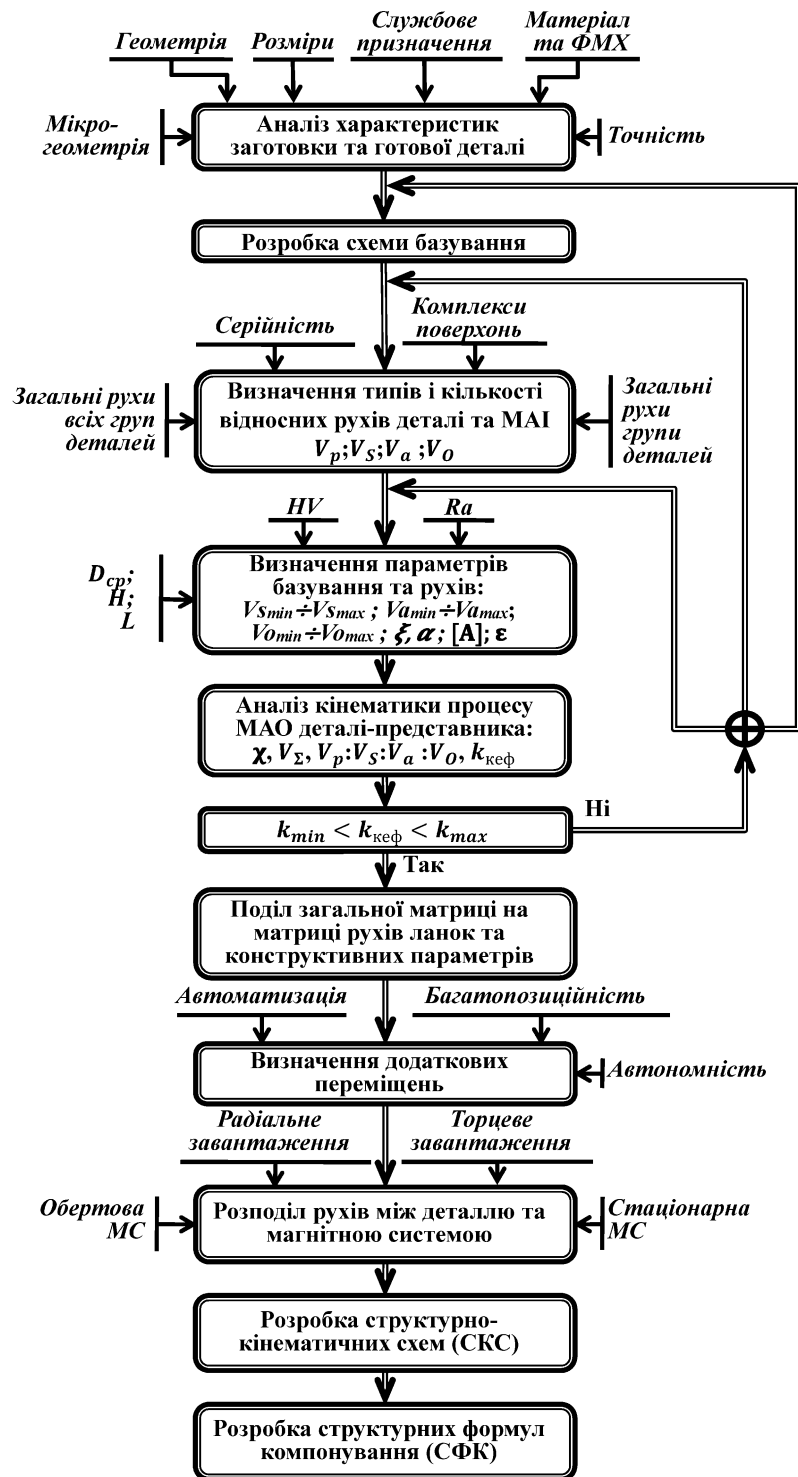 Геометрія
Розміри
Службове
призначення
Матеріал
та ФМХ
Мікро-
геометрія
Аналіз характеристик
заготовки та готової деталі
Точність
Розробка схеми базування
Серійність
Комплекси
поверхонь
Загальні рухи
всіх груп
деталей
Визначення типів і кількості
відносних рухів деталі та МАІ
Vp;VS;Va ;VO
Загальні
рухи
групи
деталей
HV
Ra
Dср;
H;
L
Визначення параметрів
базування та рухів:
Vsmin÷Vsmax ; Vamin÷Vamax;
Vomin÷Vomax ; ξ, α ; [A]; ε
Аналіз кінематики процесу
МАО деталі-представника:
χ, VΣ, Vp:VS:Va :VO, kкеф
kmin < kкеф < kmax
Ні
Так
Поділ загальної матриці на
матриці рухів ланок та
конструктивних параметрів
Автоматизація
Багатопозиційність
Визначення додаткових
переміщень
Автономність
Радіальне
завантаження
Торцеве
завантаження
Обертова
МС
Розподіл рухів між деталлю та
магнітною системою
Стаціонарна
МС
Розробка структурно-
кінематичних схем (СКС)
Розробка структурних формул
компонування (СФК)